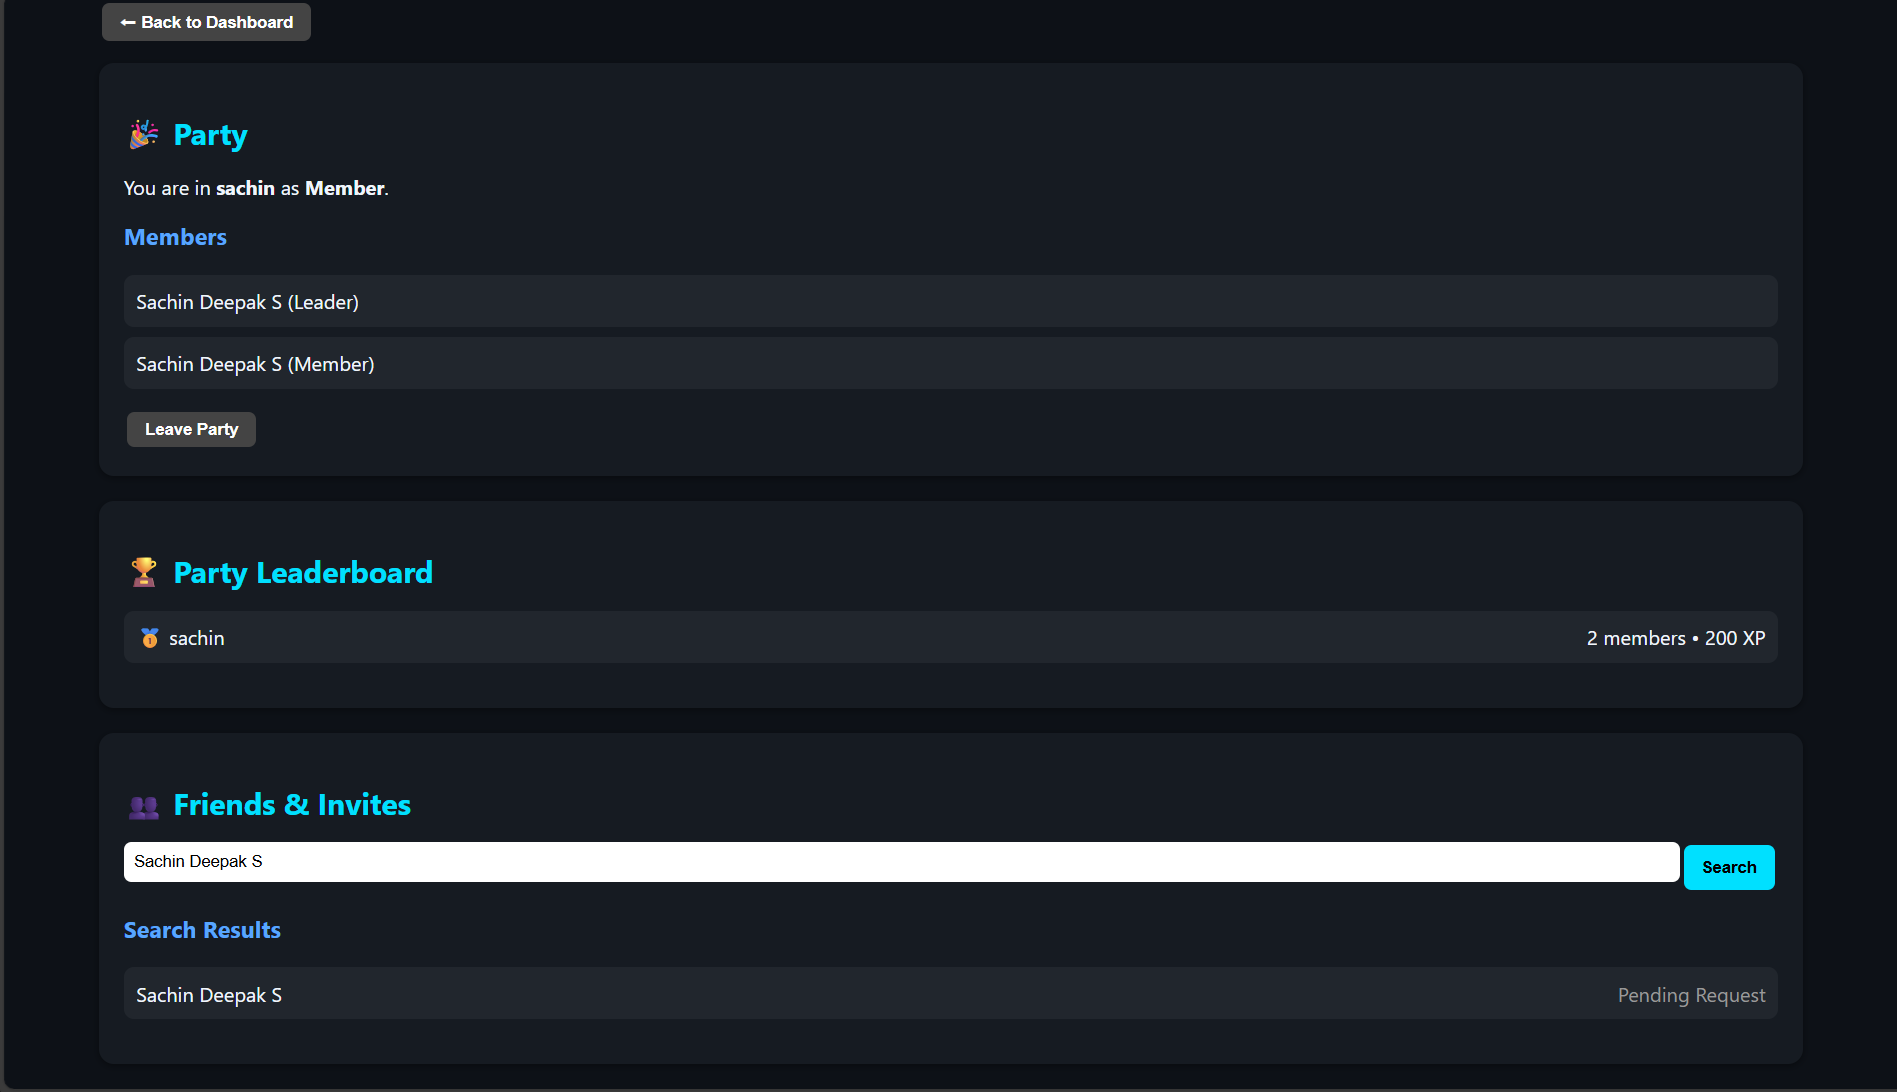 ← Back to Dashboard
🎉 Party
You are in sachin as Member.
Members
Sachin Deepak S (Leader)
Sachin Deepak S (Member)
Leave Party
🏆 Party Leaderboard
🥇 sachin 2 members • 200 XP
👥 Friends & Invites
Sachin Deepak S Search
Search Results
Sachin Deepak S Pending Request